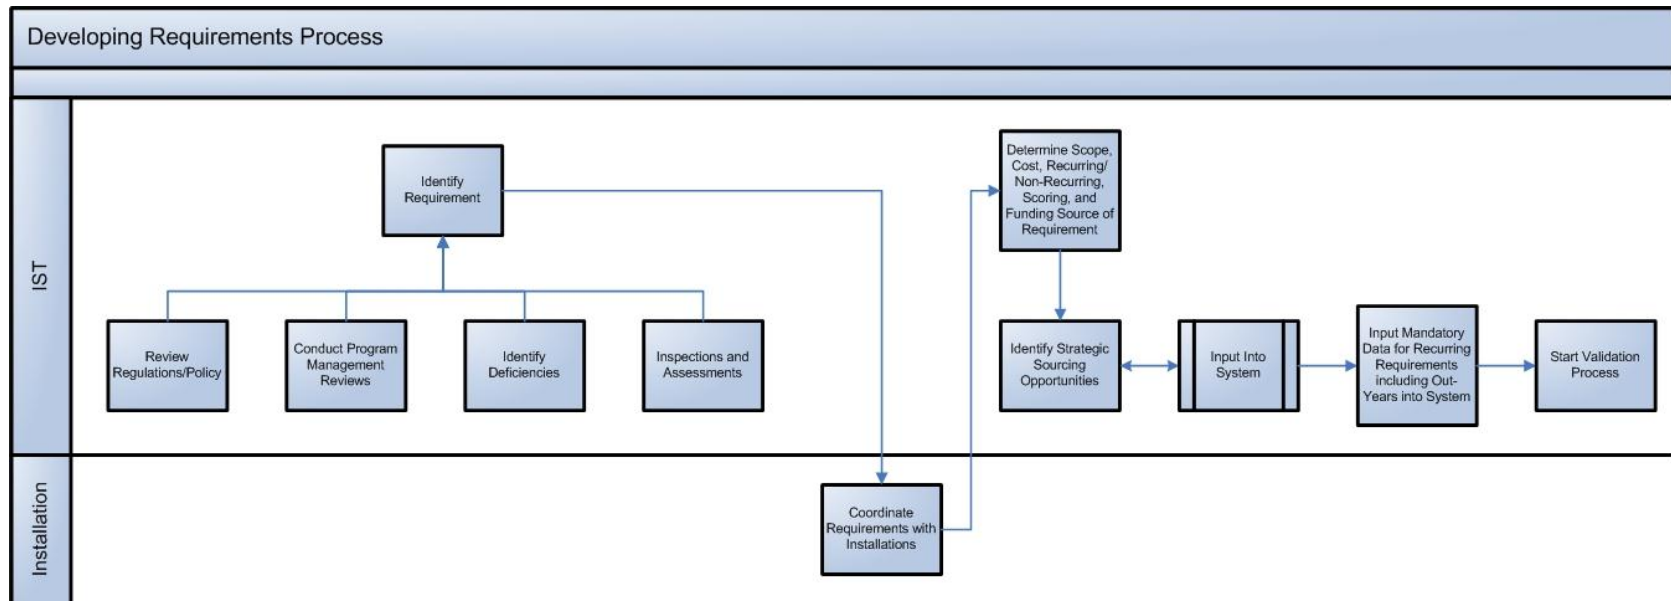 Developing Requirements Process
IST
Identify
Requirement
Review
Regulations/Policy
Conduct Program
Management
Reviews
Identify
Deficiencies
Inspections and
Assessments
Determine Scope,
Cost, Recurring/
Non-Recurring,
Scoring, and
Funding Source of
Requirement
Identify Strategic
Sourcing
Opportunities
Input Into
System
Input Mandatory
Data for Recurring
Requirements
including Out-
Years into System
Start Validation
Process
Installation
Coordinate
Requirements with
Installations